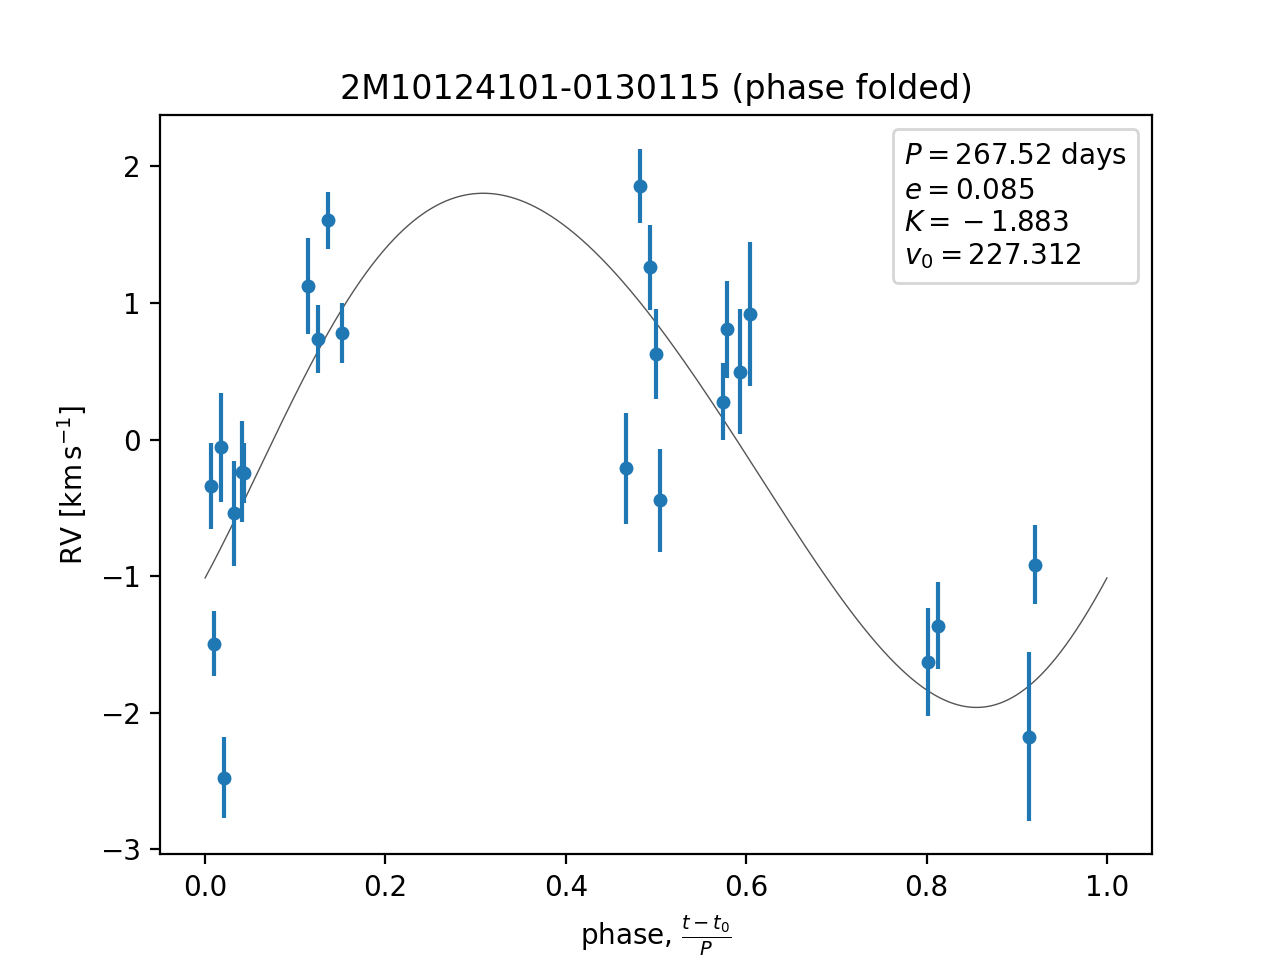 2M10124101-0130115 (phase folded)
P = 267.52 days
e = 0.085
K = −1.883
v₀ = 227.312
2
1
0
−1
−2
−3
RV [km s⁻¹]
0.0 0.2 0.4 0.6 0.8 1.0
phase, (t − t₀)/P